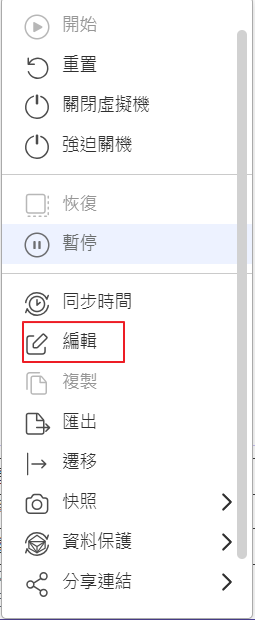 開始
重置
關閉虛擬機
強迫關機
恢復
暫停
同步時間
編輯
複製
匯出
遷移
快照
資料保護
分享連結